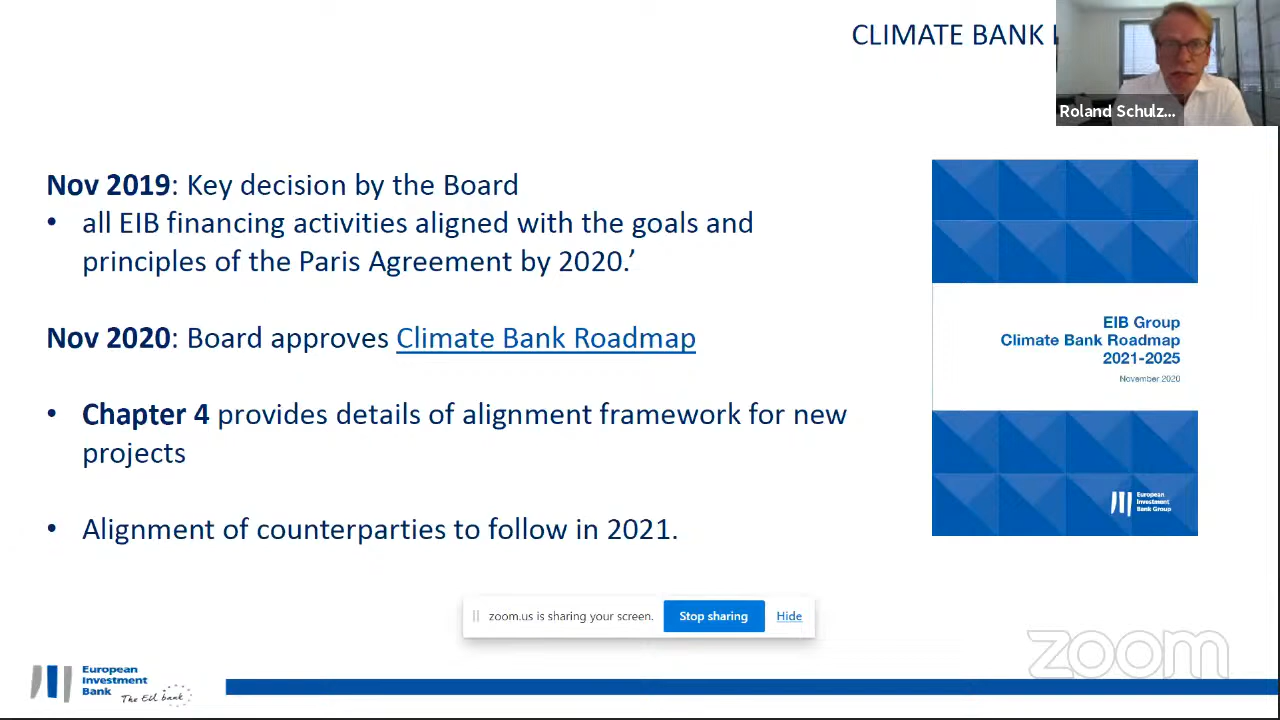 CLIMATE BANK
Roland Schulz...
Nov 2019: Key decision by the Board
• all EIB financing activities aligned with the goals and
principles of the Paris Agreement by 2020.’
Nov 2020: Board approves Climate Bank Roadmap
• Chapter 4 provides details of alignment framework for new
projects
• Alignment of counterparties to follow in 2021.
EIB Group
Climate Bank Roadmap
2021-2025
November 2020
European
Investment
Bank Group
zoom.us is sharing your screen. Stop sharing Hide
zoom
European
Investment
Bank The EU bank